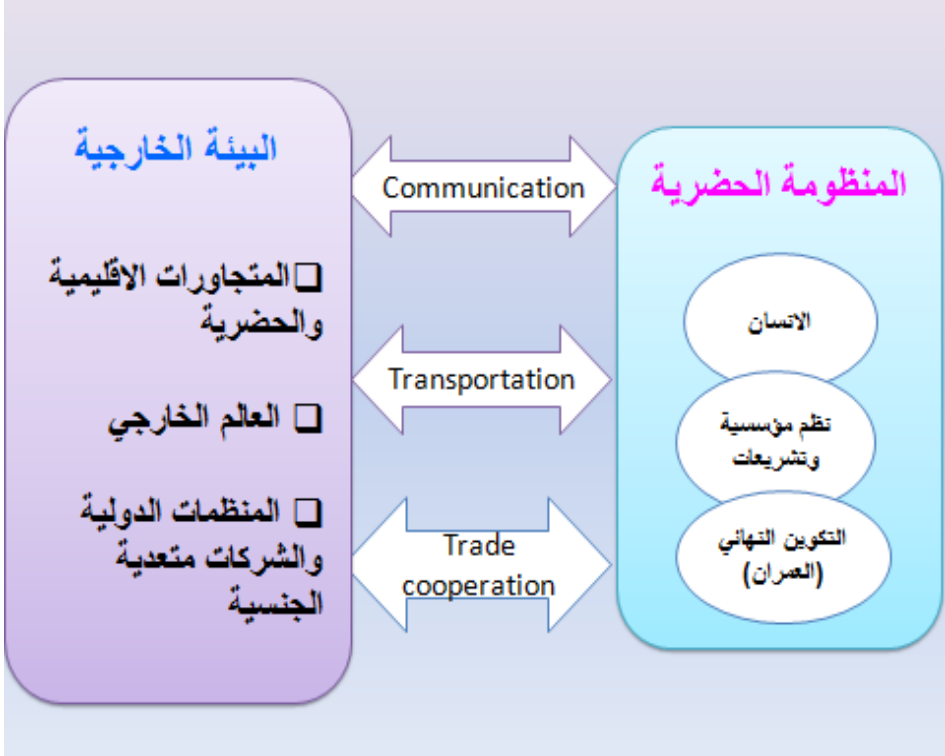 البيئة الخارجية
❑المتجاورات الاقليمية
والحضرية
❑ العالم الخارجي
❑ المنظمات الدولية
والشركات متعدية
الجنسية
Communication
Transportation
Trade
cooperation
المنظومة الحضرية
الانسان
نظم مؤسسية
وتشريعات
التكوين النهائي
(العمران)